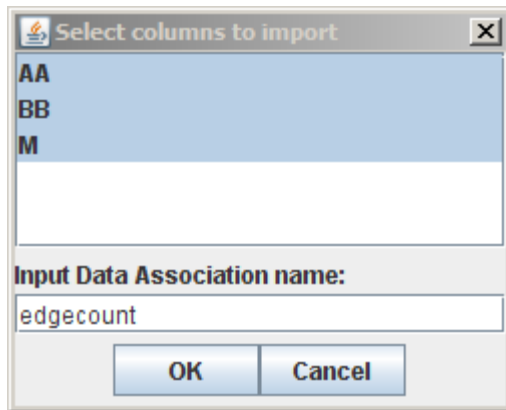 Select columns to import
AA
BB
M
Input Data Association name:
edgecount
OK Cancel